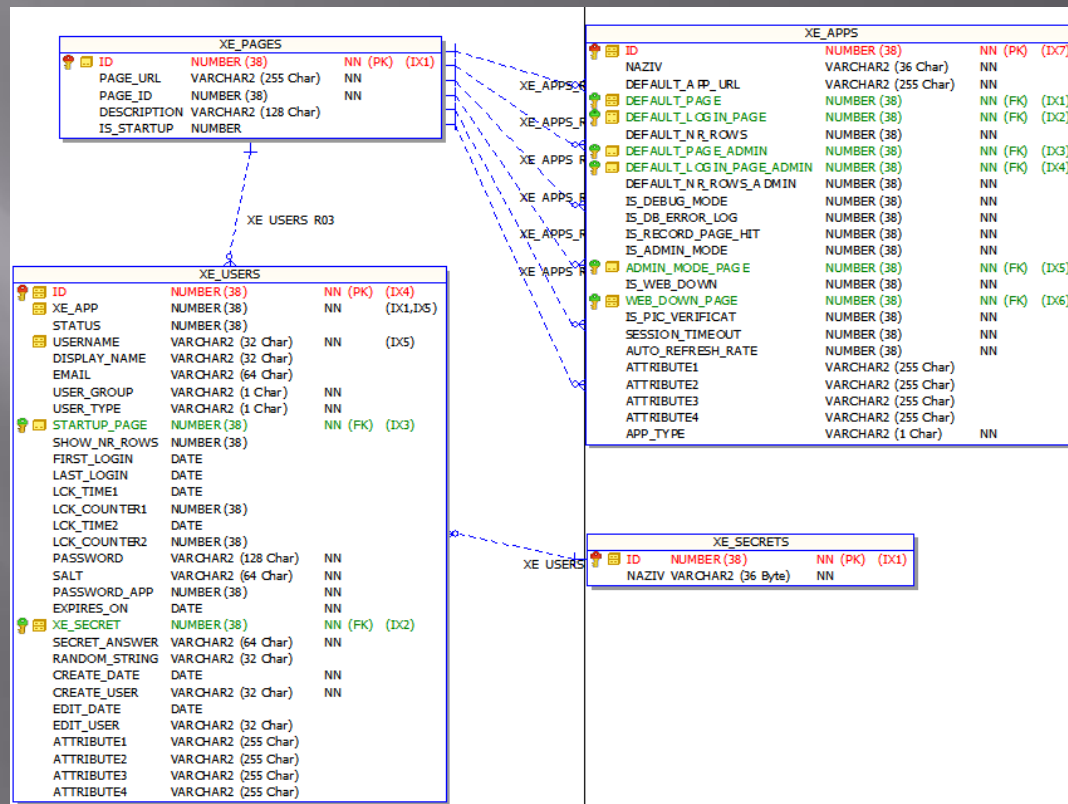 XE_PAGES
ID NUMBER (38) NN (PK) (IX1)
PAGE_URL VARCHAR2 (255 Char) NN
PAGE_ID NUMBER (38) NN
DESCRIPTION VARCHAR2 (128 Char)
IS_STARTUP NUMBER
XE_USERS R03
XE_USERS
ID NUMBER (38) NN (PK) (IX4)
XE_APP NUMBER (38) NN (IX1,IX5)
STATUS NUMBER (38)
USERNAME VARCHAR2 (32 Char) NN (IX5)
DISPLAY_NAME VARCHAR2 (32 Char)
EMAIL VARCHAR2 (64 Char)
USER_GROUP VARCHAR2 (1 Char) NN
USER_TYPE VARCHAR2 (1 Char) NN
STARTUP_PAGE NUMBER (38) NN (FK) (IX3)
SHOW_NR_ROWS NUMBER (38)
FIRST_LOGIN DATE
LAST_LOGIN DATE
LCK_TIME1 DATE
LCK_COUNTER1 NUMBER (38)
LCK_TIME2 DATE
LCK_COUNTER2 NUMBER (38)
PASSWORD VARCHAR2 (128 Char) NN
SALT VARCHAR2 (64 Char) NN
PASSWORD_APP NUMBER (38) NN
EXPIRES_ON DATE NN
XE_SECRET NUMBER (38) NN (FK) (IX2)
SECRET_ANSWER VARCHAR2 (64 Char) NN
RANDOM_STRING VARCHAR2 (32 Char)
CREATE_DATE DATE NN
CREATE_USER VARCHAR2 (32 Char) NN
EDIT_DATE DATE
EDIT_USER VARCHAR2 (32 Char)
ATTRIBUTE1 VARCHAR2 (255 Char)
ATTRIBUTE2 VARCHAR2 (255 Char)
ATTRIBUTE3 VARCHAR2 (255 Char)
ATTRIBUTE4 VARCHAR2 (255 Char)
XE_APPS
XE_APPS_R
XE_APPS R
XE_APPS_R
XE_APPS_R
XE_APPS R
XE_APPS
ID NUMBER (38) NN (PK) (IX7)
NAZIV VARCHAR2 (36 Char) NN
DEFAULT_APP_URL VARCHAR2 (255 Char) NN
DEFAULT_PAGE NUMBER (38) NN (FK) (IX1)
DEFAULT_LOGIN_PAGE NUMBER (38) NN (FK) (IX2)
DEFAULT_NR_ROWS NUMBER (38) NN
DEFAULT_PAGE_ADMIN NUMBER (38) NN (FK) (IX3)
DEFAULT_LOGIN_PAGE_ADMIN NUMBER (38) NN (FK) (IX4)
DEFAULT_NR_ROWS_ADMIN NUMBER (38) NN
IS_DEBUG_MODE NUMBER (38) NN
IS_DB_ERROR_LOG NUMBER (38) NN
IS_RECORD_PAGE_HIT NUMBER (38) NN
IS_ADMIN_MODE NUMBER (38) NN
ADMIN_MODE_PAGE NUMBER (38) NN (FK) (IX5)
IS_WEB_DOWN NUMBER (38) NN
WEB_DOWN_PAGE NUMBER (38) NN (FK) (IX6)
IS_PIC_VERIFICAT NUMBER (38) NN
SESSION_TIMEOUT NUMBER (38) NN
AUTO_REFRESH_RATE NUMBER (38) NN
ATTRIBUTE1 VARCHAR2 (255 Char)
ATTRIBUTE2 VARCHAR2 (255 Char)
ATTRIBUTE3 VARCHAR2 (255 Char)
ATTRIBUTE4 VARCHAR2 (255 Char)
APP_TYPE VARCHAR2 (1 Char) NN
XE_USERS
XE_SECRETS
ID NUMBER (38) NN (PK) (IX1)
NAZIV VARCHAR2 (36 Byte) NN